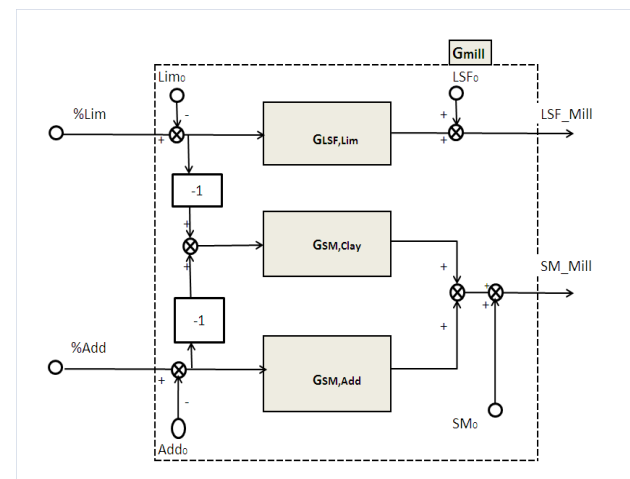 Gmill
Lim₀
LSF₀
%Lim
-
+
LSF_Mill
+
GLSF,Lim
+
-1
+
GSM,Clay
SM_Mill
+
+
+
+
-1
+
%Add
GSM,Add
+
-
SM₀
Add₀